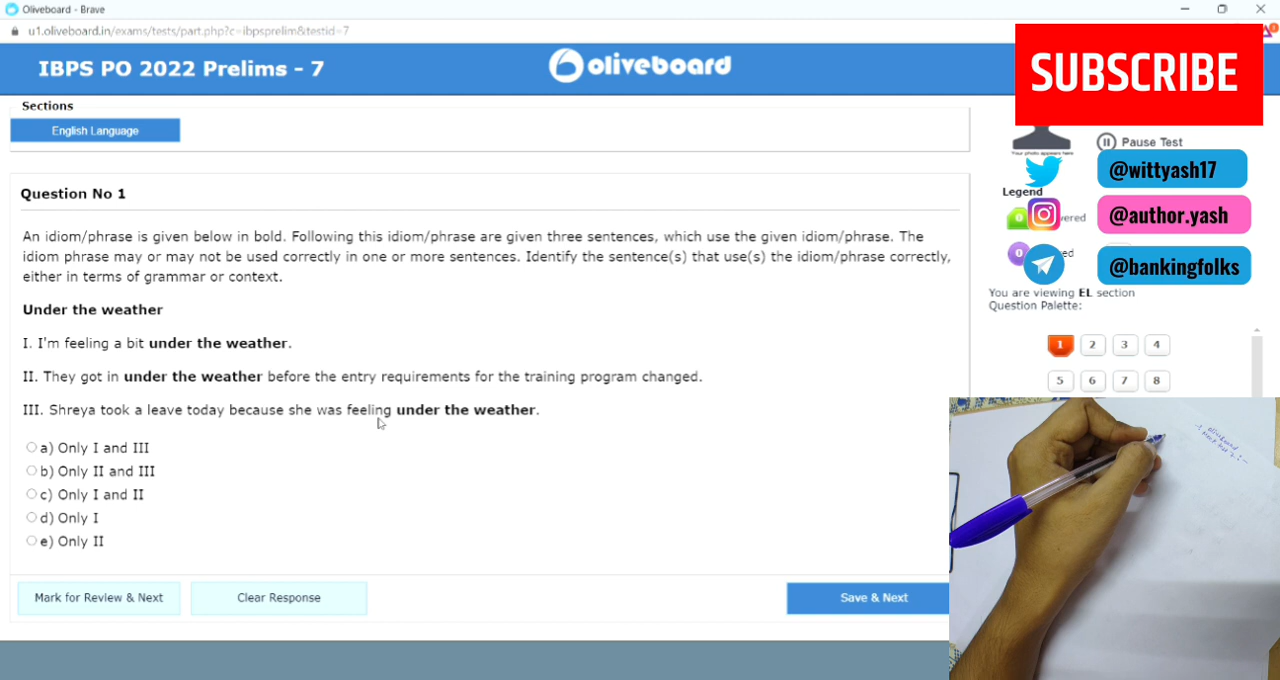 Oliveboard - Brave
u1.oliveboard.in/exams/tests/part.php?c=ibpsprelim&testid=7
IBPS PO 2022 Prelims - 7
oliveboard
SUBSCRIBE
Sections
English Language
Your photo appears here
Pause Test
@wittyash17
Legend
0
@author.yash
0
@bankingfolks
You are viewing EL section
Question Palette:
1 2 3 4
5 6 7 8
Question No 1
An idiom/phrase is given below in bold. Following this idiom/phrase are given three sentences, which use the given idiom/phrase. The
idiom phrase may or may not be used correctly in one or more sentences. Identify the sentence(s) that use(s) the idiom/phrase correctly,
either in terms of grammar or context.
Under the weather
I. I'm feeling a bit under the weather.
II. They got in under the weather before the entry requirements for the training program changed.
III. Shreya took a leave today because she was feeling under the weather.
a) Only I and III
b) Only II and III
c) Only I and II
d) Only I
e) Only II
Mark for Review & Next
Clear Response
Save & Next
Oliveboard